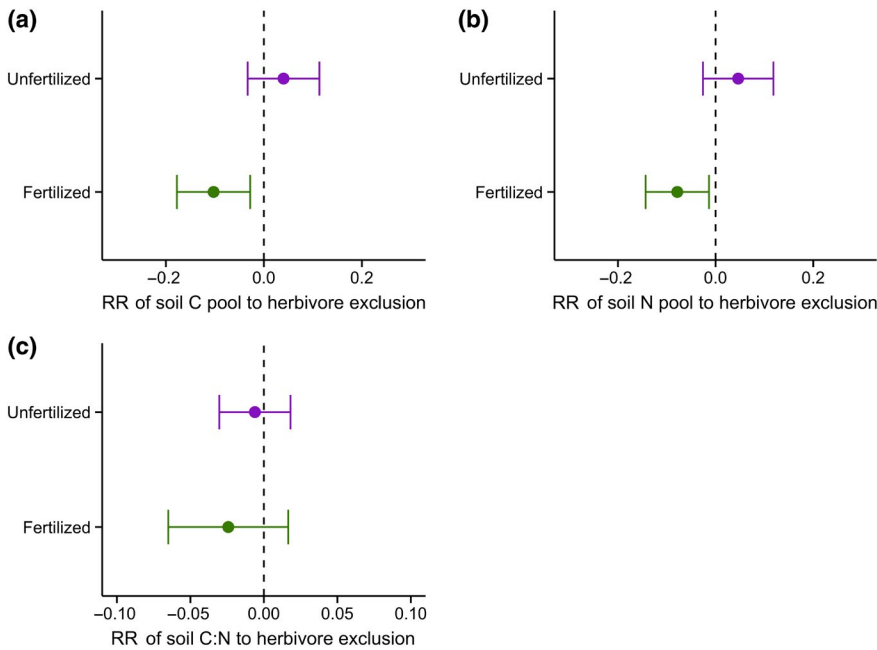 (a)
Unfertilized
Fertilized
−0.2 0.0 0.2
RR of soil C pool to herbivore exclusion
(b)
Unfertilized
Fertilized
−0.2 0.0 0.2
RR of soil N pool to herbivore exclusion
(c)
Unfertilized
Fertilized
−0.10 −0.05 0.00 0.05 0.10
RR of soil C:N to herbivore exclusion